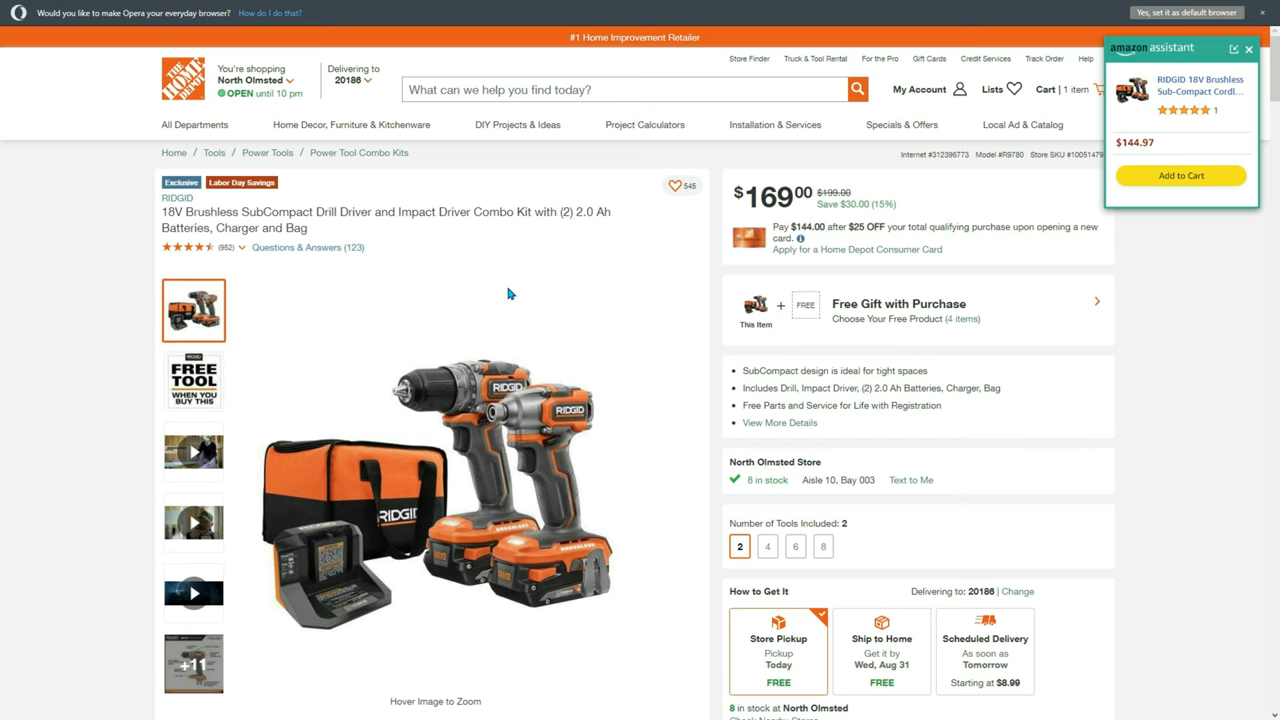 Would you like to make Opera your everyday browser? How do I do that?
Yes, set it as default browser
#1 Home Improvement Retailer
THE HOME DEPOT
You're shopping
North Olmsted
OPEN until 10 pm
Delivering to
20186
Store Finder
Truck & Tool Rental
For the Pro
Gift Cards
Credit Services
Track Order
Help
What can we help you find today?
My Account
Lists
Cart | 1 item
All Departments
Home Decor, Furniture & Kitchenware
DIY Projects & Ideas
Project Calculators
Installation & Services
Specials & Offers
Local Ad & Catalog
amazon assistant
RIDGID 18V Brushless
Sub-Compact Cordl...
1
$144.97
Add to Cart
Home / Tools / Power Tools / Power Tool Combo Kits
Internet #312396773 Model #R9780 Store SKU #10051479
Exclusive
Labor Day Savings
545
RIDGID
18V Brushless SubCompact Drill Driver and Impact Driver Combo Kit with (2) 2.0 Ah
Batteries, Charger and Bag
(952)
Questions & Answers (123)
RIDGID
FREE
TOOL
WHEN YOU
BUY THIS
+11
RIDGID
RIDGID
RIDGID
BRUSHLESS
BRUSHLESS
Hover Image to Zoom
$169.00
$199.00
Save $30.00 (15%)
Pay $144.00 after $25 OFF your total qualifying purchase upon opening a new
card.
Apply for a Home Depot Consumer Card
This Item
+
FREE
Free Gift with Purchase
Choose Your Free Product (4 items)
SubCompact design is ideal for tight spaces
Includes Drill, Impact Driver, (2) 2.0 Ah Batteries, Charger, Bag
Free Parts and Service for Life with Registration
View More Details
North Olmsted Store
8 in stock
Aisle 10, Bay 003
Text to Me
Number of Tools Included: 2
2
4
6
8
How to Get It
Delivering to: 20186 | Change
Store Pickup
Pickup
Today
FREE
Ship to Home
Get it by
Wed, Aug 31
FREE
Scheduled Delivery
As soon as
Tomorrow
Starting at $8.99
8 in stock at North Olmsted
Check Nearby Stores